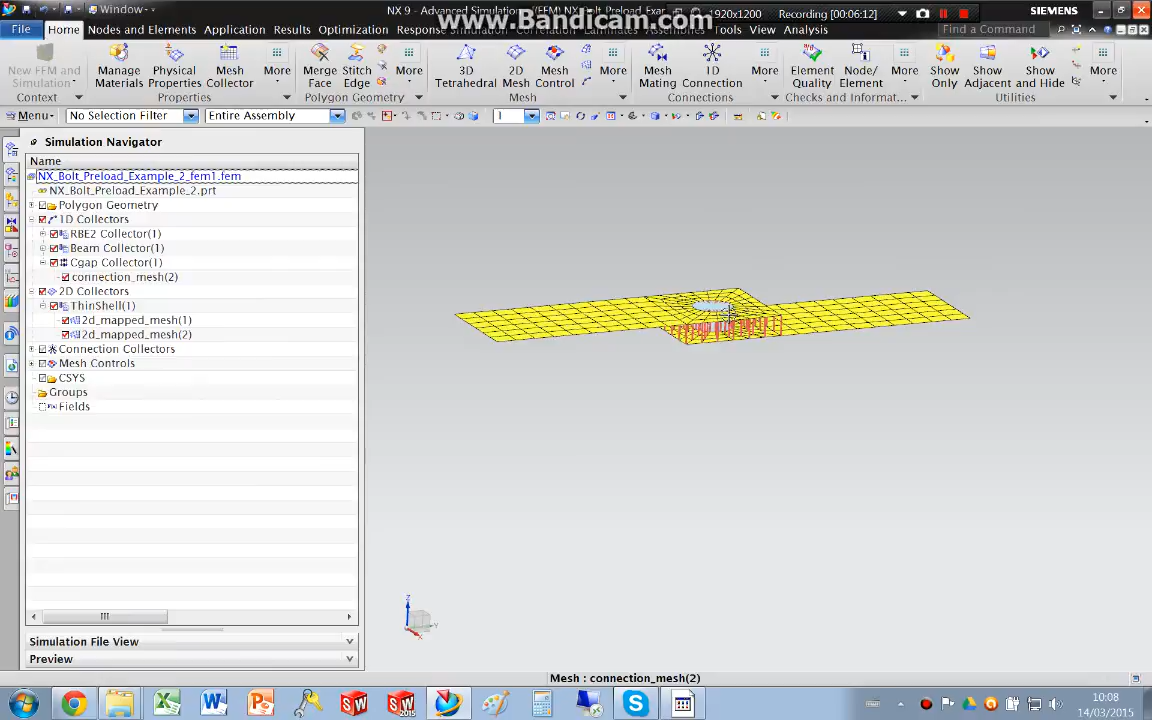 Window
NX 9 - Advanced Simulation (FEM) NX_Bolt_Preload_Exar
www.Bandicam.com
1920x1200
Recording [00:06:12]
SIEMENS
File
Home
Nodes and Elements
Application
Results
Optimization
Response Simulation
Correlation
Laminates
Assemblies
Tools
View
Analysis
Find a Command
New FEM and Simulation
Manage Materials
Physical Properties
Mesh Collector
More
Merge Face
Stitch Edge
More
3D Tetrahedral
2D Mesh
Mesh Control
More
Mesh Mating
1D Connection
More
Element Quality
Node/ Element
More
Show Only
Show Adjacent
Show and Hide
More
Context
Properties
Polygon Geometry
Mesh
Connections
Checks and Informat...
Utilities
Menu
No Selection Filter
Entire Assembly
1
Simulation Navigator
Name
NX_Bolt_Preload_Example_2_fem1.fem
NX_Bolt_Preload_Example_2.prt
Polygon Geometry
1D Collectors
RBE2 Collector(1)
Beam Collector(1)
Cgap Collector(1)
connection_mesh(2)
2D Collectors
ThinShell(1)
2d_mapped_mesh(1)
2d_mapped_mesh(2)
Connection Collectors
Mesh Controls
CSYS
Groups
Fields
Z
Y
X
Simulation File View
Preview
Mesh : connection_mesh(2)
10:08
14/03/2015